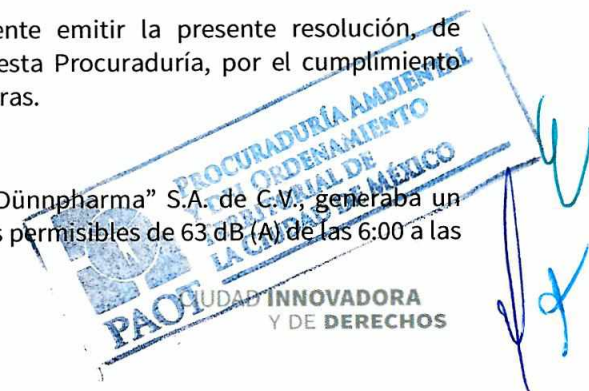 ente emitir la presente resolución, de
esta Procuraduría, por el cumplimiento
ras.
PROCURADURÍA AMBIENTAL
Y DEL ORDENAMIENTO
TERRITORIAL DE
LA CIUDAD DE MÉXICO
PAOT
Dünnpharma” S.A. de C.V., generaba un
s permisibles de 63 dB (A) de las 6:00 a las
CIUDAD INNOVADORA
Y DE DERECHOS